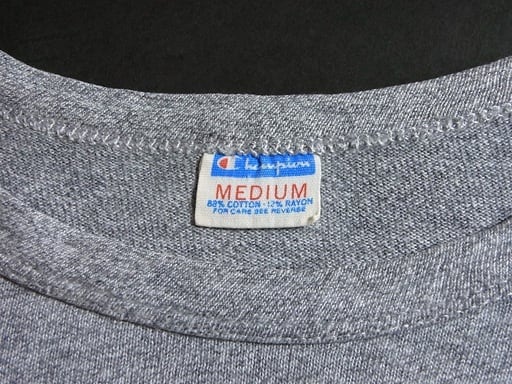 Champion
MEDIUM
88% COTTON - 12% RAYON
FOR CARE SEE REVERSE